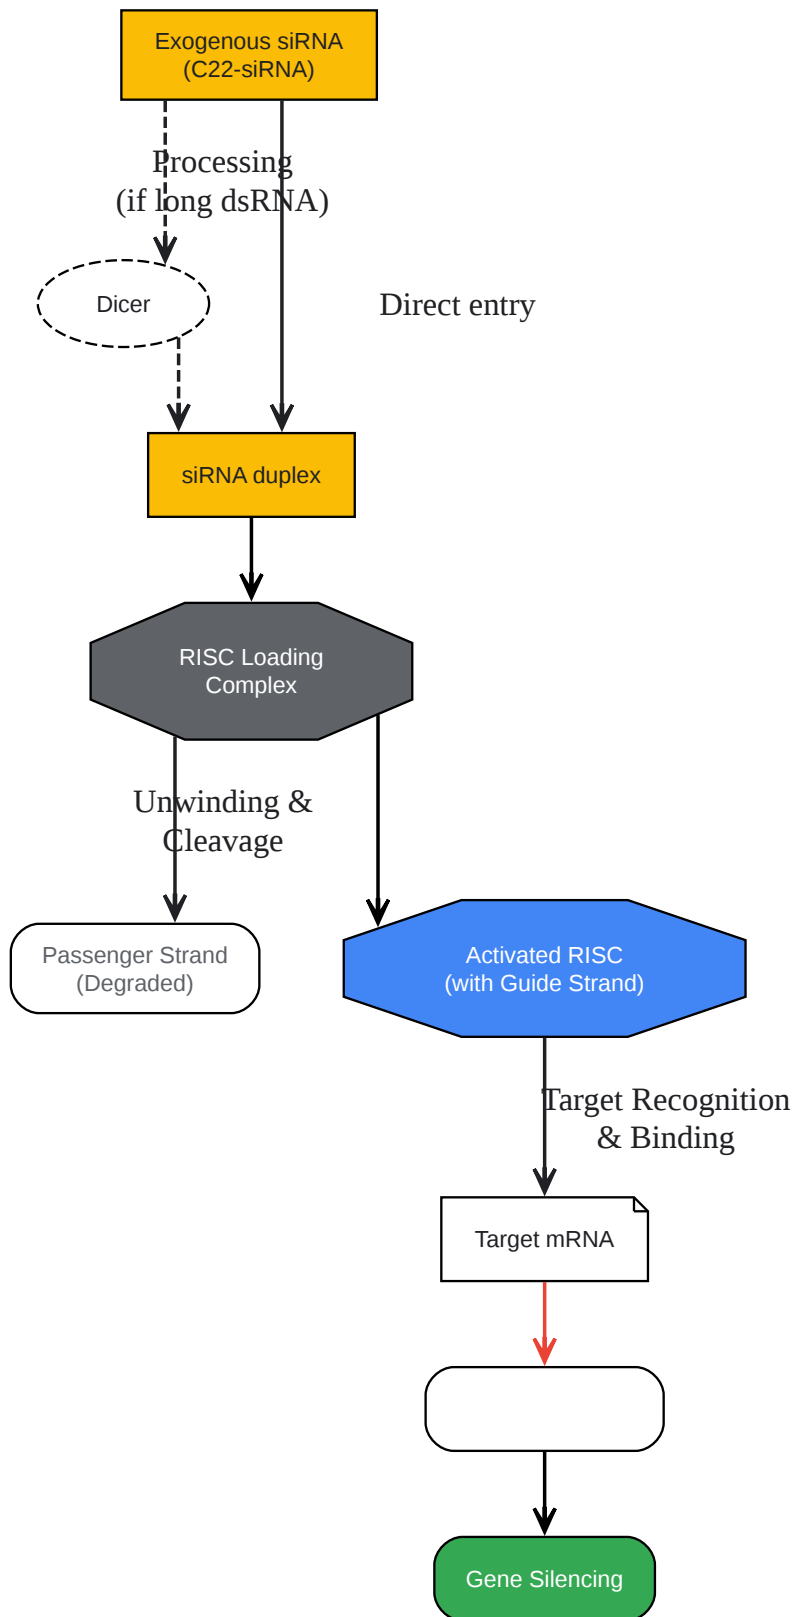 Exogenous siRNA
(C22-siRNA)
Processing
(if long dsRNA)
Dicer
Direct entry
siRNA duplex
RISC Loading
Complex
Unwinding &
Cleavage
Passenger Strand
(Degraded)
Activated RISC
(with Guide Strand)
Target Recognition
& Binding
Target mRNA
Gene Silencing